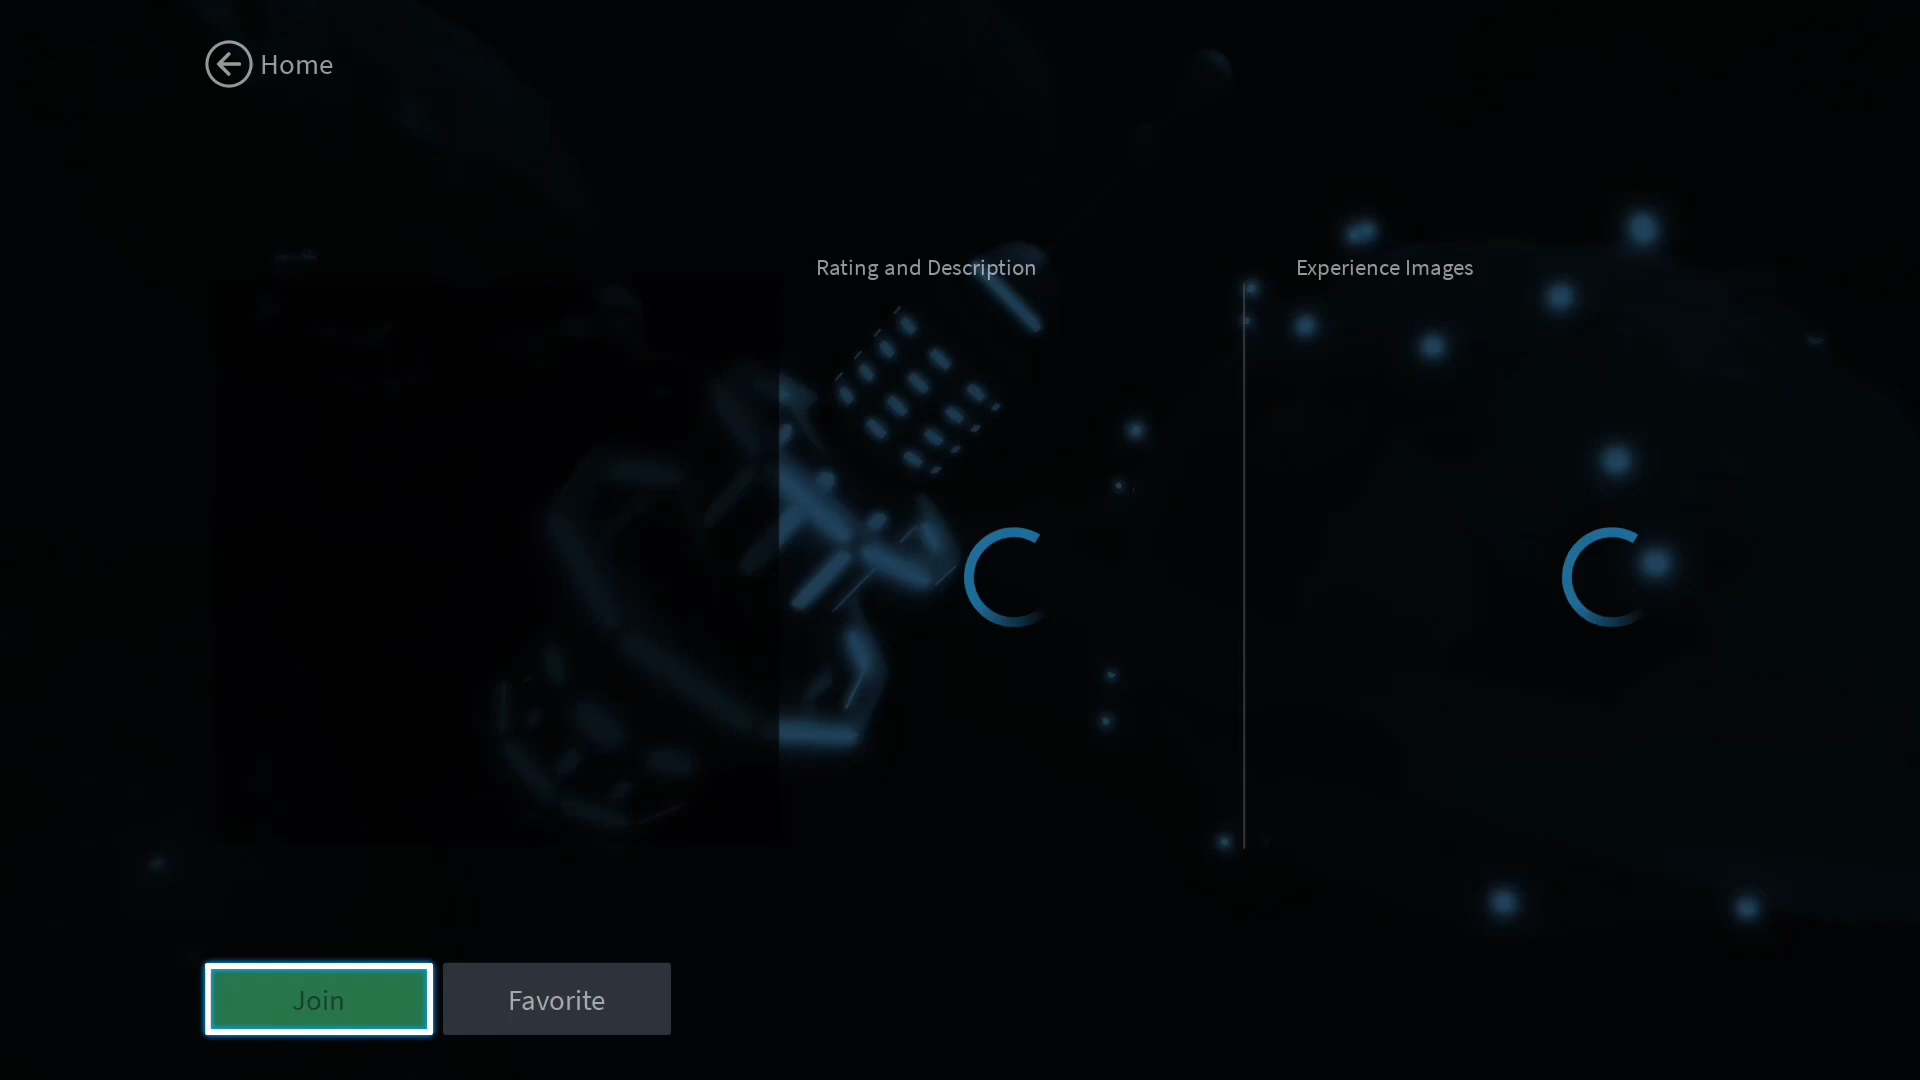 Home
Rating and Description
Experience Images
Join
Favorite